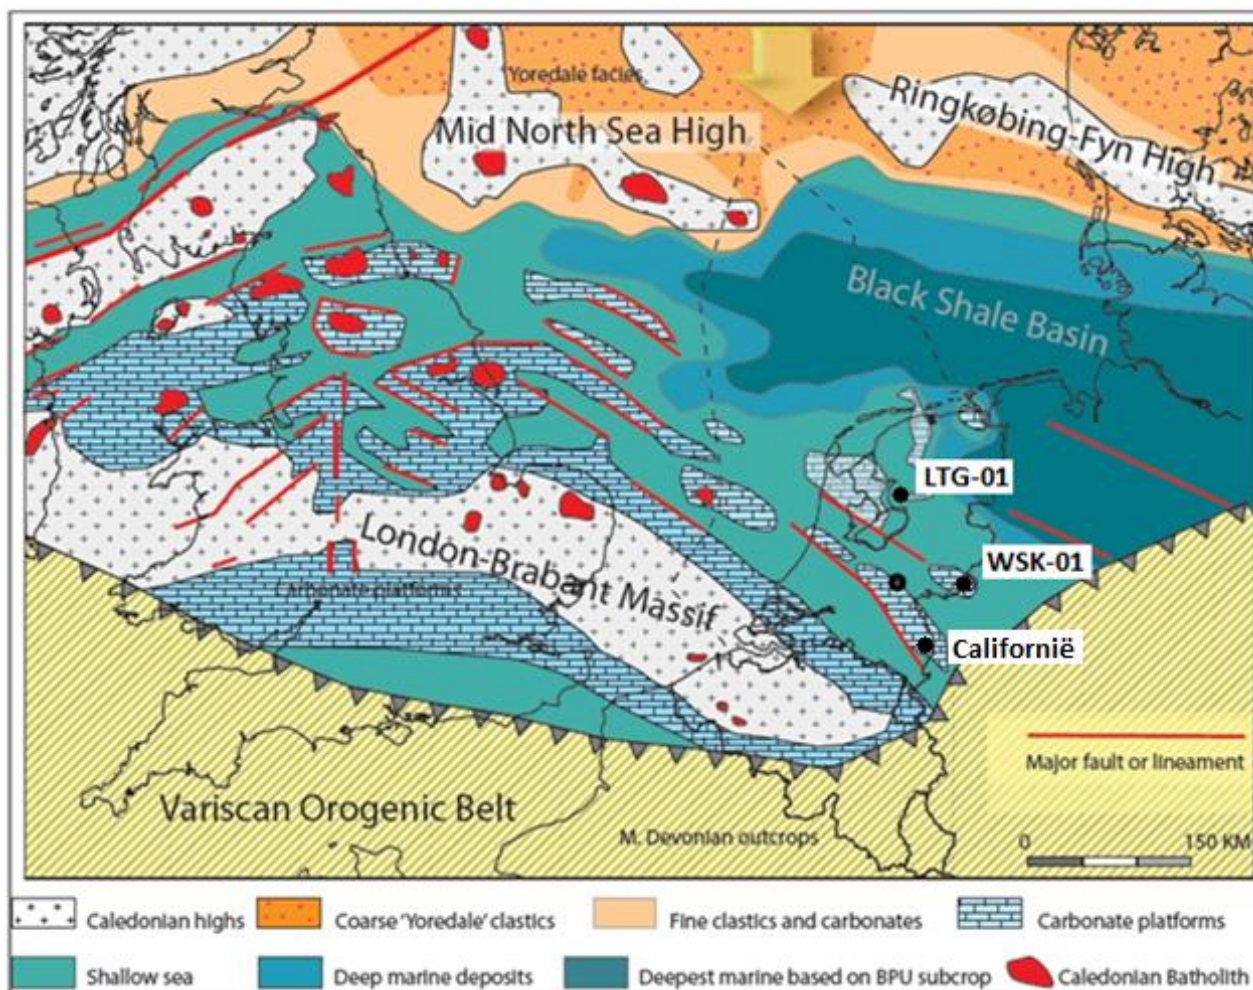 Yoredale facies
Mid North Sea High
Ringkøbing-Fyn High
Black Shale Basin
LTG-01
WSK-01
Californië
London-Brabant Massif
Carbonate platforms
Variscan Orogenic Belt
M. Devonian outcrops
Major fault or lineament
0 150 KM
Caledonian highs
Coarse 'Yoredale' clastics
Fine clastics and carbonates
Carbonate platforms
Shallow sea
Deep marine deposits
Deepest marine based on BPU subcrop
Caledonian Batholith